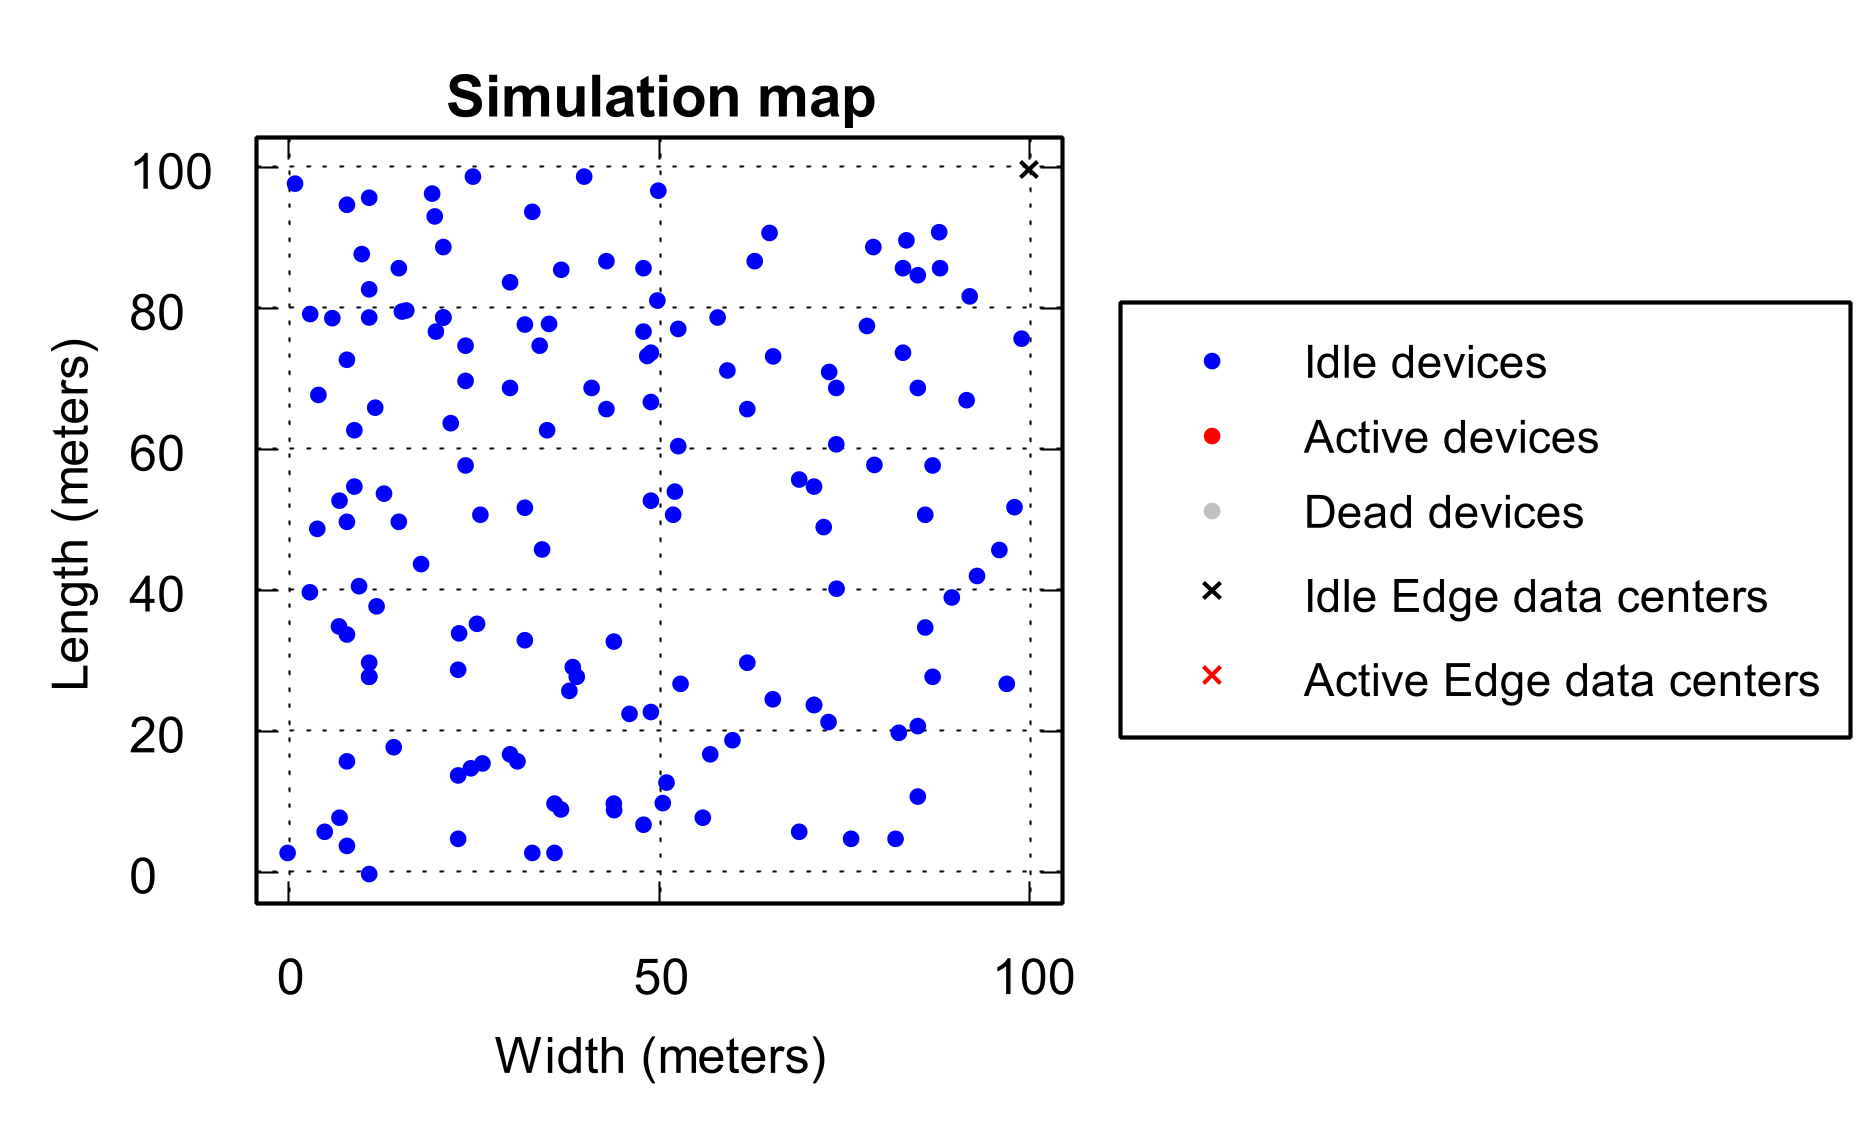 Simulation map
100
80
60
40
20
0
Length (meters)
0 50 100
Width (meters)
Idle devices
Active devices
Dead devices
Idle Edge data centers
Active Edge data centers